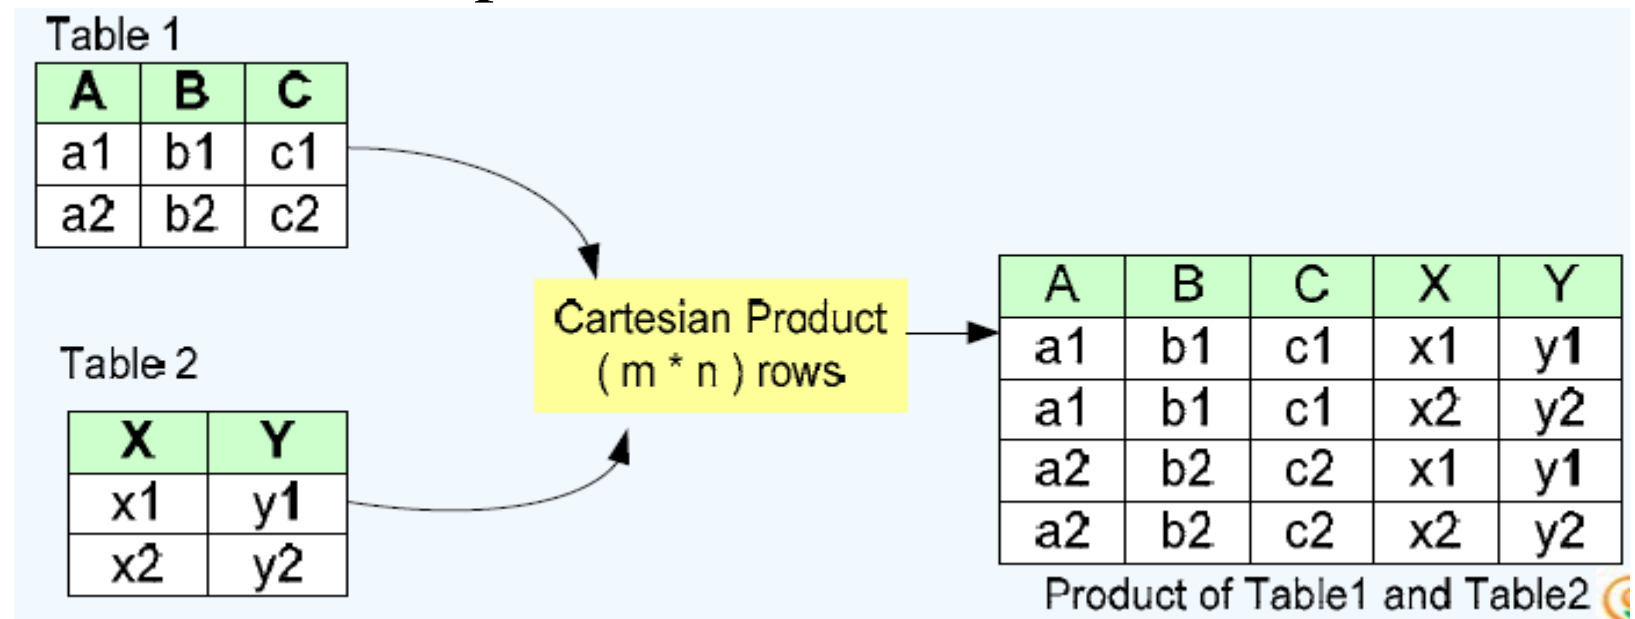 Table 1
A B C
a1 b1 c1
a2 b2 c2
Table 2
X Y
x1 y1
x2 y2
Cartesian Product
( m * n ) rows
A B C X Y
a1 b1 c1 x1 y1
a1 b1 c1 x2 y2
a2 b2 c2 x1 y1
a2 b2 c2 x2 y2
Product of Table1 and Table2